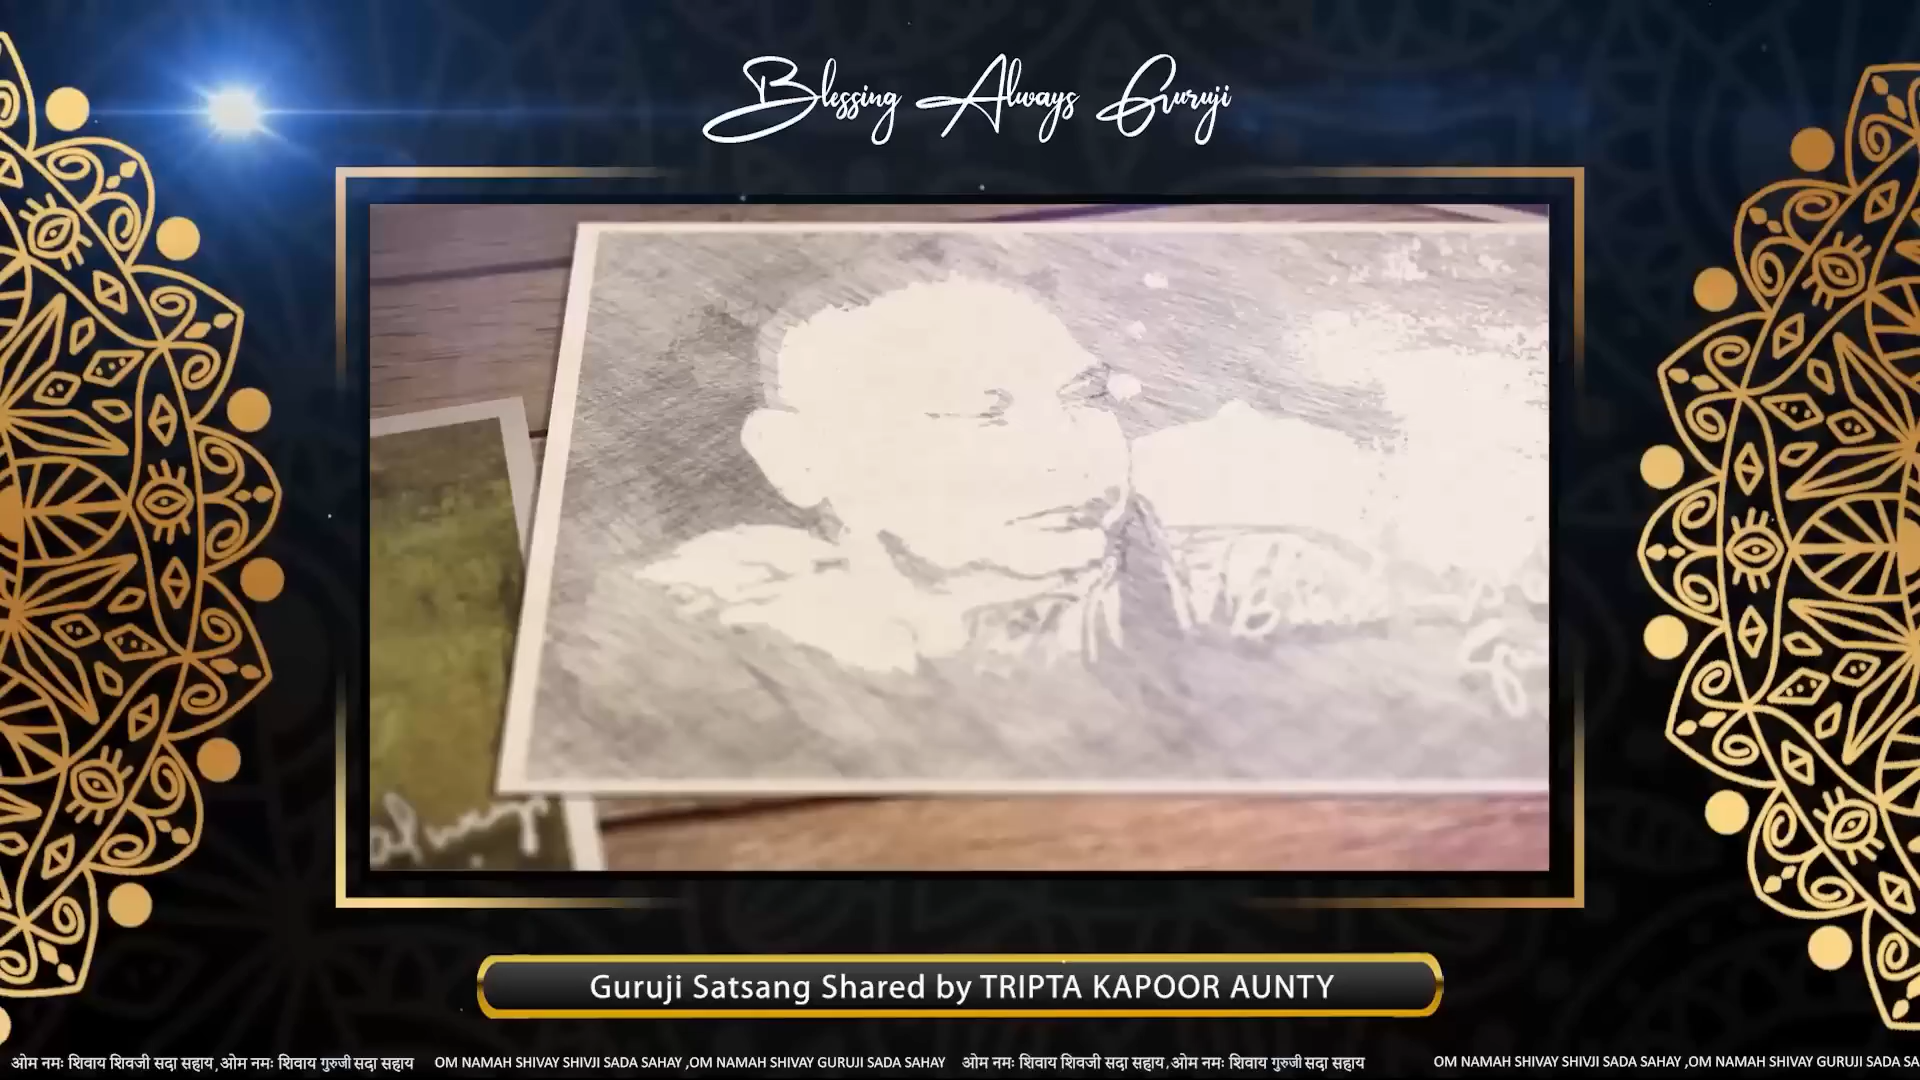 Blessing Always Guruji
always
Guruji Satsang Shared by TRIPTA KAPOOR AUNTY
ओम नमः शिवाय शिवजी सदा सहाय ,ओम नमः शिवाय गुरुजी सदा सहाय OM NAMAH SHIVAY SHIVJI SADA SAHAY ,OM NAMAH SHIVAY GURUJI SADA SAHAY ओम नमः शिवाय शिवजी सदा सहाय ,ओम नमः शिवाय गुरुजी सदा सहाय OM NAMAH SHIVAY SHIVJI SADA SAHAY ,OM NAMAH SHIVAY GURUJI SADA SA